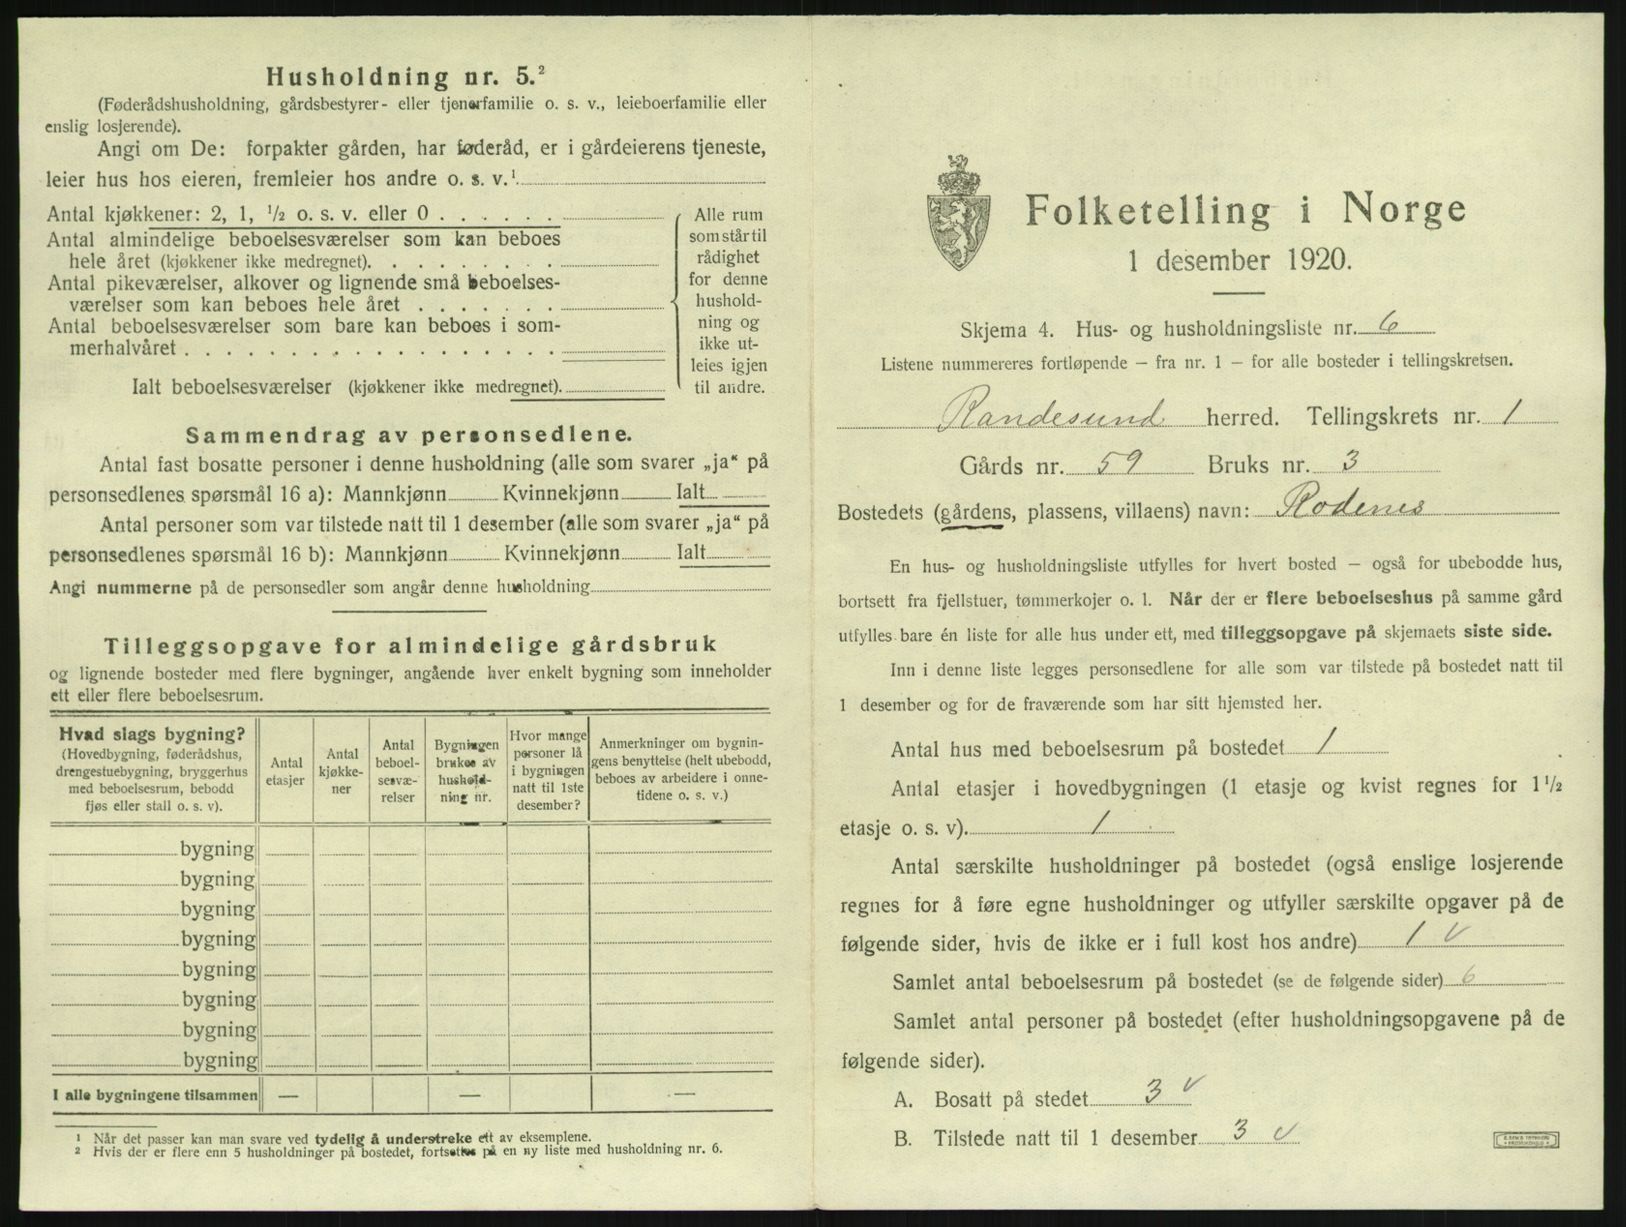 Husholdning nr. 5.²
(Føderådshusholdning, gårdsbestyrer- eller tjenerfamilie o. s. v., leieboerfamilie eller
enslig losjerende).
Angi om De: forpakter gården, har føderåd, er i gårdeierens tjeneste,
leier hus hos eieren, fremleier hos andre o. s. v.¹
Antal kjøkkener: 2, 1, ½ o. s. v. eller 0 . . . . . .
Antal almindelige beboelsesværelser som kan beboes
hele året (kjøkkener ikke medregnet). . . . . . . .
Antal pikeværelser, alkover og lignende små beboelses-
værelser som kan beboes hele året . . . . . . .
Antal beboelsesværelser som bare kan beboes i som-
merhalvåret . . . . . . . . . . . . . . . . . .
Ialt beboelsesværelser (kjøkkener ikke medregnet).
Alle rum
som står til
rådighet
for denne
hushold-
ning og
ikke ut-
leies igjen
til andre.
Sammendrag av personsedlene.
Antal fast bosatte personer i denne husholdning (alle som svarer „ja“ på
personsedlenes spørsmål 16 a): Mannkjønn Kvinnekjønn Ialt
Antal personer som var tilstede natt til 1 desember (alle som svarer „ja“ på
personsedlenes spørsmål 16 b): Mannkjønn Kvinnekjønn Ialt
Angi nummerne på de personsedler som angår denne husholdning
Tilleggsopgave for almindelige gårdsbruk
og lignende bosteder med flere bygninger, angående hver enkelt bygning som inneholder
ett eller flere beboelsesrum.
Hvad slags bygning?
(Hovedbygning, føderådshus,
drengestuebygning, bryggerhus
med beboelsesrum, bebodd
fjøs eller stall o. s. v).
Antal
etasjer
Antal
kjøkke-
ner
Antal
beboel-
sesvæ-
relser
Bygningen
brukes av
hushold-
ning nr.
Hvor mange
personer lå
i bygningen
natt til 1ste
desember?
Anmerkninger om bygnin-
gens benyttelse (helt ubebodd,
beboes av arbeidere i onne-
tidene o. s. v.)
bygning
bygning
bygning
bygning
bygning
bygning
bygning
bygning
I alle bygningene tilsammen — — —
¹ Når det passer kan man svare ved tydelig å understreke ett av eksemplene.
² Hvis der er flere enn 5 husholdninger på bostedet, fortsettes på en ny liste med husholdning nr. 6.
Folketelling i Norge
1 desember 1920.
Skjema 4. Hus- og husholdningsliste nr. 6
Listene nummereres fortløpende — fra nr. 1 — for alle bosteder i tellingskretsen.
Randesund herred. Tellingskrets nr. 1
Gårds nr. 59 Bruks nr. 3
Bostedets (gårdens, plassens, villaens) navn: Rodenes
En hus- og husholdningsliste utfylles for hvert bosted — også for ubebodde hus,
bortsett fra fjellstuer, tømmerkojer o. l. Når der er flere beboelseshus på samme gård
utfylles bare én liste for alle hus under ett, med tilleggsopgave på skjemaets siste side.
Inn i denne liste legges personsedlene for alle som var tilstede på bostedet natt til
1 desember og for de fraværende som har sitt hjemsted her.
Antal hus med beboelsesrum på bostedet 1
Antal etasjer i hovedbygningen (1 etasje og kvist regnes for 1½
etasje o. s. v). 1
Antal særskilte husholdninger på bostedet (også enslige losjerende
regnes for å føre egne husholdninger og utfyller særskilte opgaver på de
følgende sider, hvis de ikke er i full kost hos andre) 1 v
Samlet antal beboelsesrum på bostedet (se de følgende sider) 6
Samlet antal personer på bostedet (efter husholdningsopgavene på de
følgende sider).
A. Bosatt på stedet 3 v
B. Tilstede natt til 1 desember 3 v